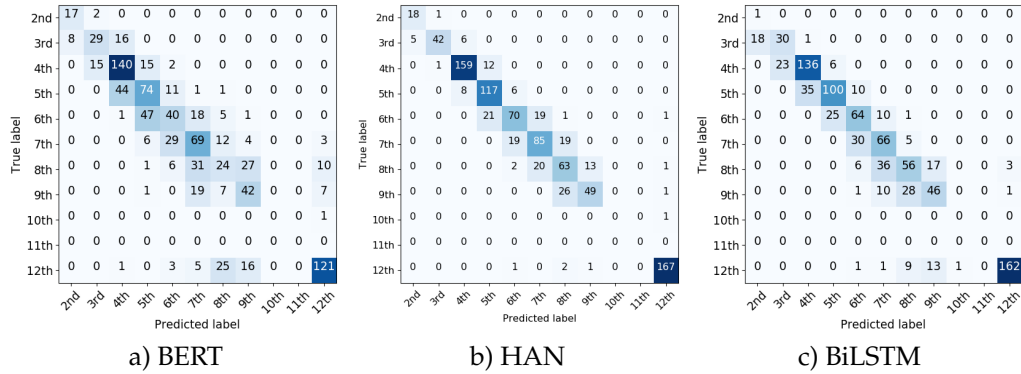 2nd 17 2 0 0 0 0 0 0 0 0 0
3rd 8 29 16 0 0 0 0 0 0 0 0
4th 0 15 140 15 2 0 0 0 0 0 0
5th 0 0 44 74 11 1 1 0 0 0 0
6th 0 0 1 47 40 18 5 1 0 0 0
7th 0 0 0 6 29 69 12 4 0 0 3
8th 0 0 0 1 6 31 24 27 0 0 10
9th 0 0 0 1 0 19 7 42 0 0 7
10th 0 0 0 0 0 0 0 0 0 0 1
11th 0 0 0 0 0 0 0 0 0 0 0
12th 0 0 1 0 3 5 25 16 0 0 121
True label
2nd 3rd 4th 5th 6th 7th 8th 9th 10th 11th 12th
Predicted label
a) BERT
2nd 18 1 0 0 0 0 0 0 0 0 0
3rd 5 42 6 0 0 0 0 0 0 0 0
4th 0 1 159 12 0 0 0 0 0 0 0
5th 0 0 8 117 6 0 0 0 0 0 0
6th 0 0 0 21 70 19 1 0 0 0 1
7th 0 0 0 0 19 85 19 0 0 0 0
8th 0 0 0 0 2 20 63 13 0 0 1
9th 0 0 0 0 0 0 26 49 0 0 1
10th 0 0 0 0 0 0 0 0 0 0 1
11th 0 0 0 0 0 0 0 0 0 0 0
12th 0 0 0 0 1 0 2 1 0 0 167
True label
2nd 3rd 4th 5th 6th 7th 8th 9th 10th 11th 12th
Predicted label
b) HAN
2nd 1 0 0 0 0 0 0 0 0 0 0
3rd 18 30 1 0 0 0 0 0 0 0 0
4th 0 23 136 6 0 0 0 0 0 0 0
5th 0 0 35 100 10 0 0 0 0 0 0
6th 0 0 0 25 64 10 1 0 0 0 0
7th 0 0 0 0 30 66 5 0 0 0 0
8th 0 0 0 0 6 36 56 17 0 0 3
9th 0 0 0 0 1 10 28 46 0 0 1
10th 0 0 0 0 0 0 0 0 0 0 0
11th 0 0 0 0 0 0 0 0 0 0 0
12th 0 0 0 0 1 1 9 13 1 0 162
True label
2nd 3rd 4th 5th 6th 7th 8th 9th 10th 11th 12th
Predicted label
c) BiLSTM